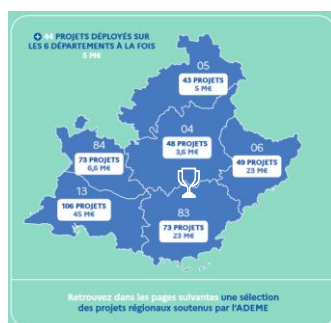 + 44 PROJETS DÉPLOYÉS SUR
LES 6 DÉPARTEMENTS À LA FOIS
5 M€
05
43 PROJETS
5 M€
04
48 PROJETS
3,6 M€
06
49 PROJETS
23 M€
84
73 PROJETS
6,6 M€
13
106 PROJETS
45 M€
83
73 PROJETS
23 M€
Retrouvez dans les pages suivantes une sélection
des projets régionaux soutenus par l'ADEME